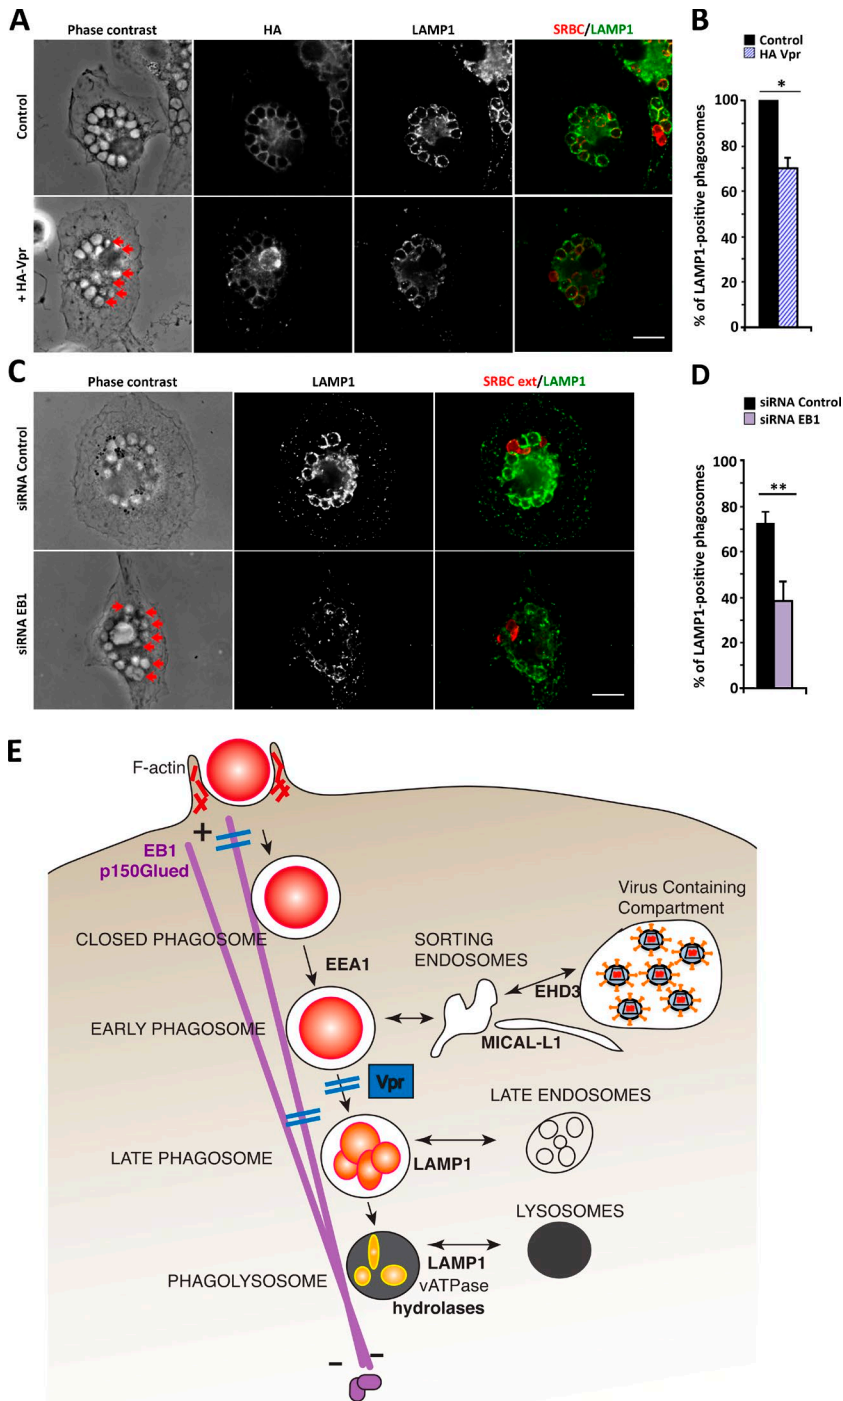 A
Phase contrast
HA
LAMP1
SRBC/LAMP1
Control
+ HA-Vpr
B
Control
HA Vpr
*
% of LAMP1-positive phagosomes
100
80
60
40
20
0
C
Phase contrast
LAMP1
SRBC ext/LAMP1
siRNA Control
siRNA EB1
D
siRNA Control
siRNA EB1
**
% of LAMP1-positive phagosomes
100
80
60
40
20
0
E
F-actin
+
EB1
p150Glued
CLOSED PHAGOSOME
EEA1
SORTING
ENDOSOMES
Virus Containing
Compartment
EHD3
EARLY PHAGOSOME
MICAL-L1
Vpr
LATE ENDOSOMES
LATE PHAGOSOME
LAMP1
LYSOSOMES
PHAGOLYSOSOME
LAMP1
vATPase
hydrolases
– –